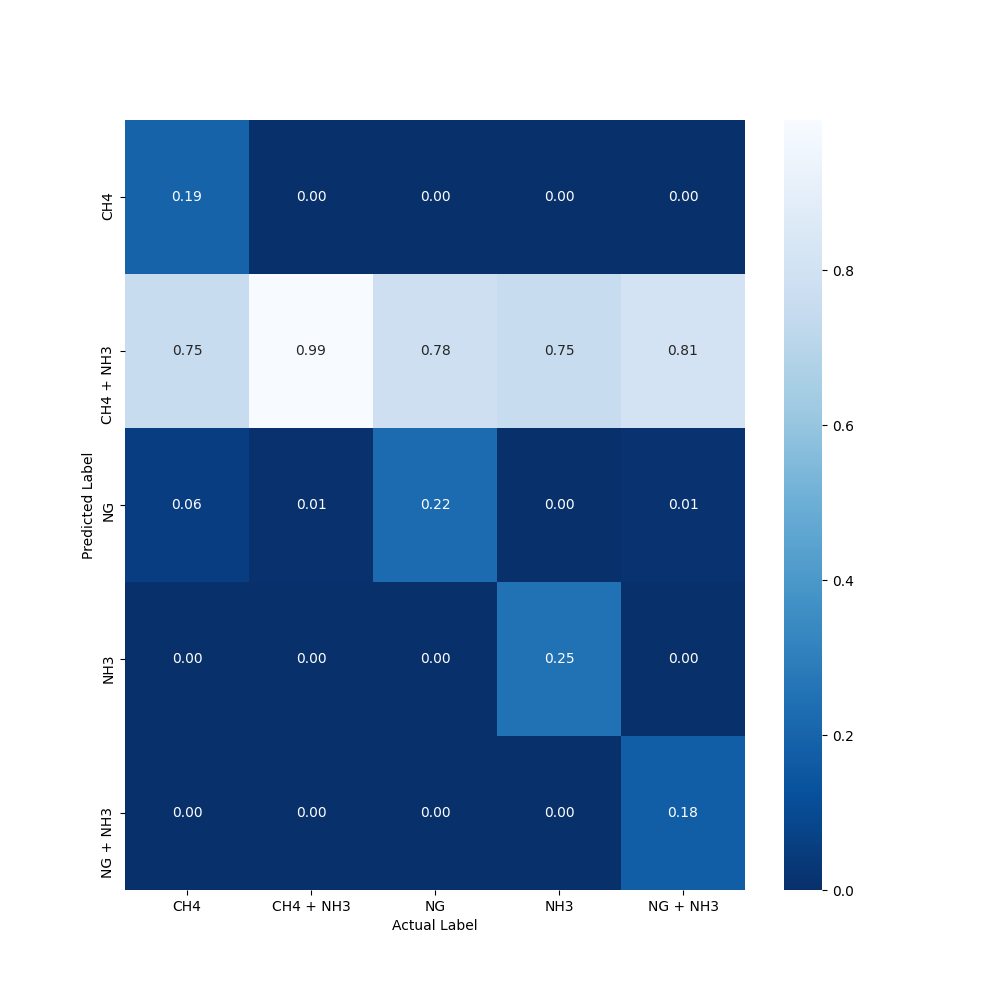 CH4
0.19 0.00 0.00 0.00 0.00
CH4 + NH3
0.75 0.99 0.78 0.75 0.81
Predicted Label
NG
0.06 0.01 0.22 0.00 0.01
NH3
0.00 0.00 0.00 0.25 0.00
NG + NH3
0.00 0.00 0.00 0.00 0.18
CH4 CH4 + NH3 NG NH3 NG + NH3
Actual Label
0.8
0.6
0.4
0.2
0.0